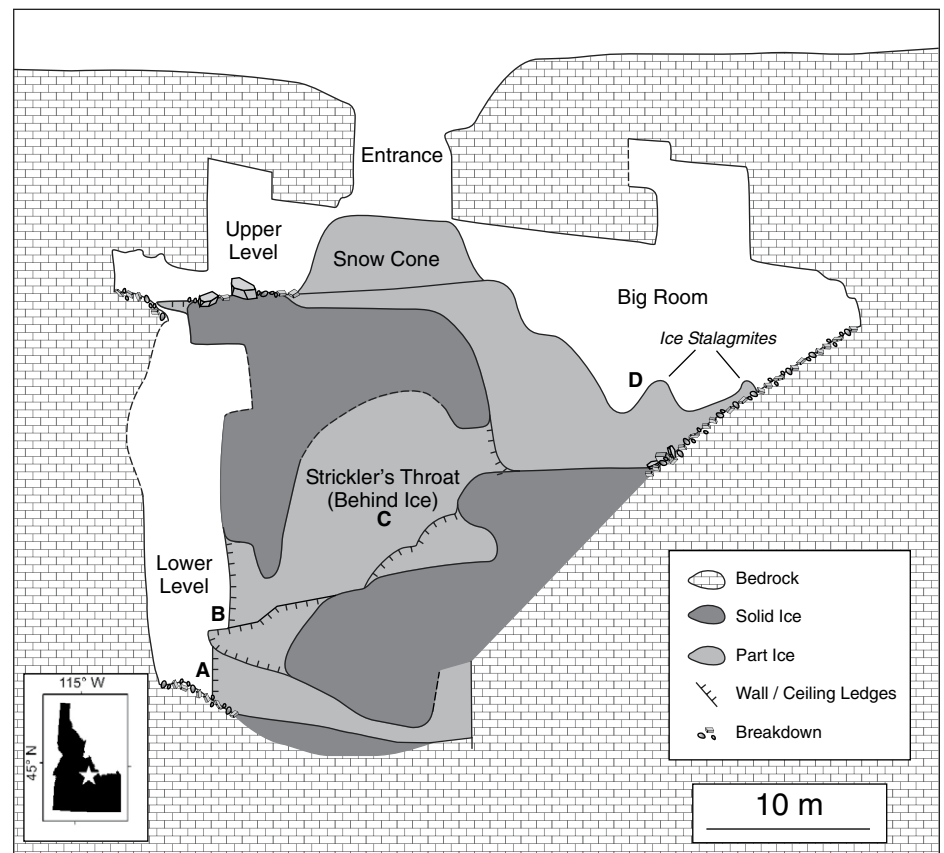 Entrance
Upper
Level
Snow Cone
Big Room
Ice Stalagmites
D
Strickler's Throat
(Behind Ice)
C
Lower
Level
B
A
Bedrock
Solid Ice
Part Ice
Wall / Ceiling Ledges
Breakdown
115° W
45° N
10 m